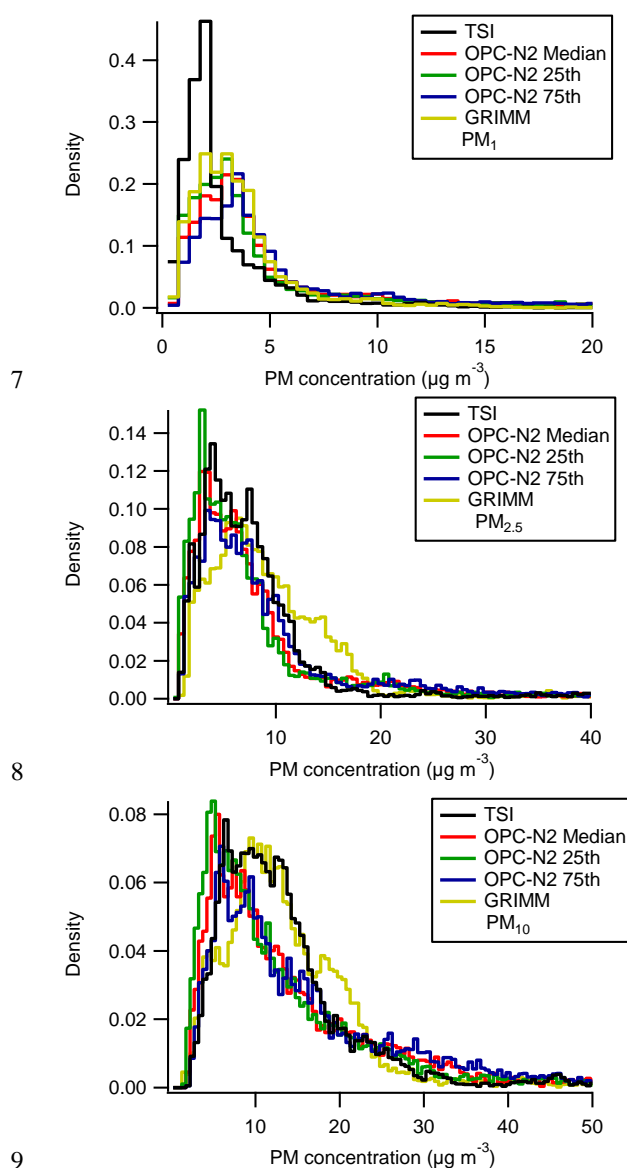 TSI
OPC-N2 Median
OPC-N2 25th
OPC-N2 75th
GRIMM
PM₁
Density
0.4
0.3
0.2
0.1
0.0
0 5 10 15 20
7 PM concentration (µg m⁻³)
TSI
OPC-N2 Median
OPC-N2 25th
OPC-N2 75th
GRIMM
PM₂.₅
Density
0.14
0.12
0.10
0.08
0.06
0.04
0.02
0.00
10 20 30 40
8 PM concentration (µg m⁻³)
TSI
OPC-N2 Median
OPC-N2 25th
OPC-N2 75th
GRIMM
PM₁₀
Density
0.08
0.06
0.04
0.02
0.00
10 20 30 40 50
9 PM concentration (µg m⁻³)